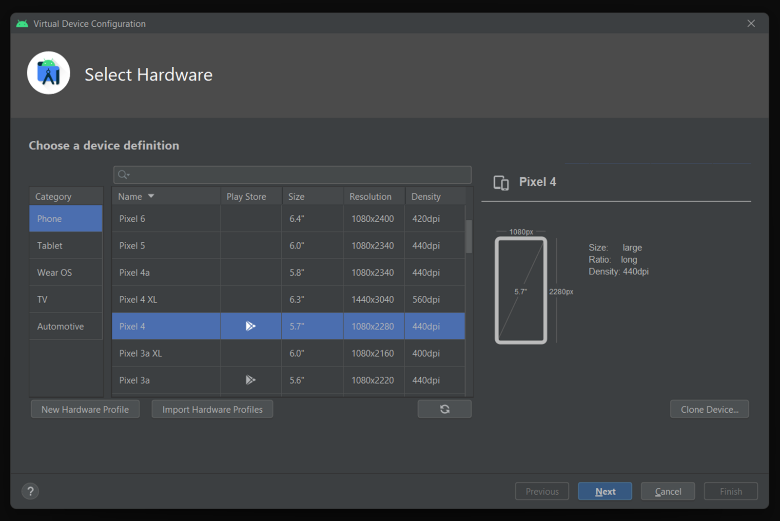 Virtual Device Configuration
Select Hardware
Choose a device definition
Category
Phone
Tablet
Wear OS
TV
Automotive
Name Play Store Size Resolution Density
Pixel 6 6.4" 1080x2400 420dpi
Pixel 5 6.0" 1080x2340 440dpi
Pixel 4a 5.8" 1080x2340 440dpi
Pixel 4 XL 6.3" 1440x3040 560dpi
Pixel 4 5.7" 1080x2280 440dpi
Pixel 3a XL 6.0" 1080x2160 400dpi
Pixel 3a 5.6" 1080x2220 440dpi
New Hardware Profile Import Hardware Profiles
Pixel 4
1080px
5.7"
2280px
Size: large
Ratio: long
Density: 440dpi
Clone Device...
? Previous Next Cancel Finish